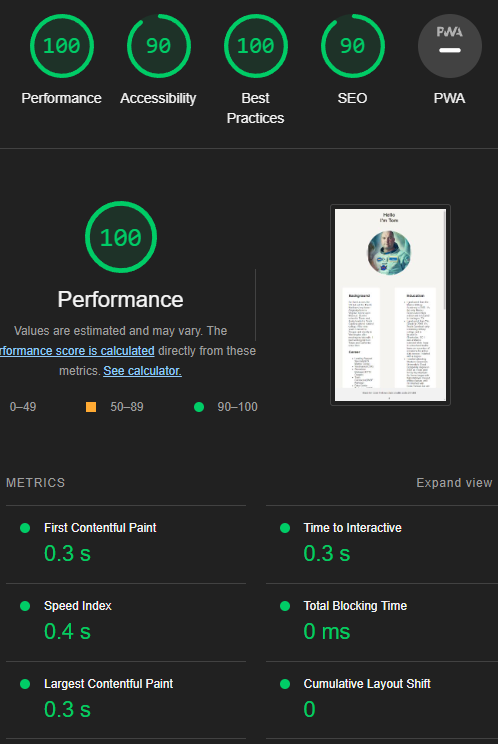 100
90
100
90
PWA
Performance
Accessibility
Best
Practices
SEO
PWA
100
Performance
Values are estimated and may vary. The
rformance score is calculated directly from these
metrics. See calculator.
0–49
50–89
90–100
Hello
I'm Tom
Background
Education
Career
METRICS
Expand view
First Contentful Paint
0.3 s
Time to Interactive
0.3 s
Speed Index
0.4 s
Total Blocking Time
0 ms
Largest Contentful Paint
0.3 s
Cumulative Layout Shift
0